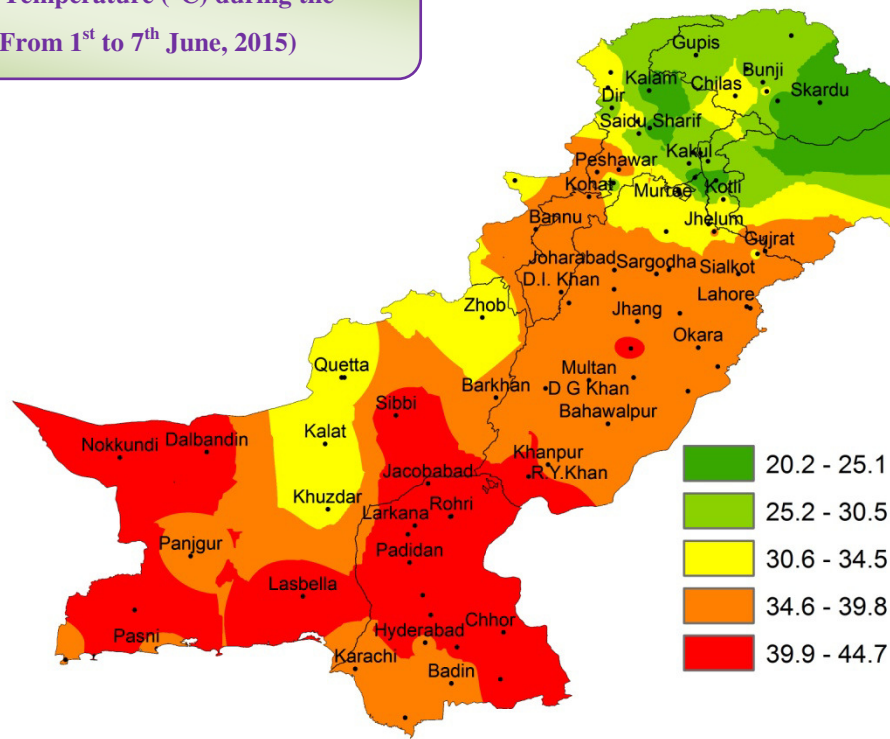 Temperature (°C) during the
From 1st to 7th June, 2015)
Gupis
Bunji
Kalam
Chilas
Skardu
Dir
Saidu Sharif
Kakul
Peshawar
Kohat
Kotli
Bannu
Jhelum
Gujrat
Joharabad
Sargodha
Sialkot
D.I. Khan
Lahore
Zhob
Jhang
Okara
Quetta
Multan
Barkhan
D G Khan
Sibbi
Bahawalpur
Nokkundi
Dalbandin
Kalat
Khanpur
Jacobabad
R.Y.Khan
Khuzdar
Rohri
Larkana
Panjgur
Padidan
Lasbella
Chhor
Pasni
Hyderabad
Karachi
Badin
20.2 - 25.1
25.2 - 30.5
30.6 - 34.5
34.6 - 39.8
39.9 - 44.7